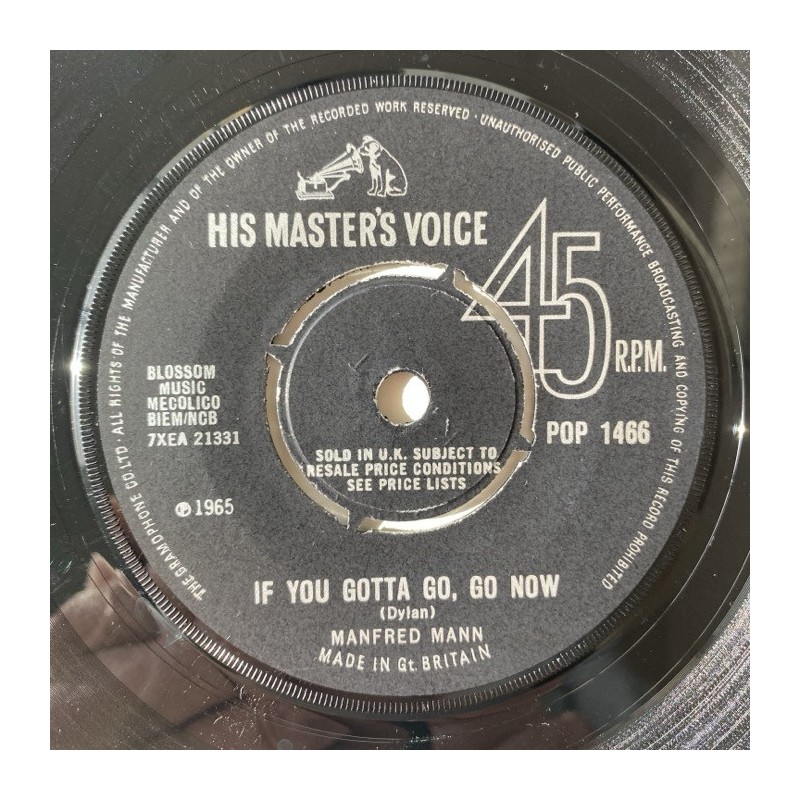 THE GRAMOPHONE CO. LTD · ALL RIGHTS OF THE MANUFACTURER AND OF THE OWNER OF THE RECORDED WORK RESERVED · UNAUTHORISED PUBLIC PERFORMANCE BROADCASTING AND COPYING OF THIS RECORD PROHIBITED
HIS MASTER'S VOICE
45 R.P.M.
BLOSSOM
MUSIC
MECOLICO
BIEM/NCB
7XEA 21331
POP 1466
SOLD IN U.K. SUBJECT TO
RESALE PRICE CONDITIONS
SEE PRICE LISTS
℗ 1965
IF YOU GOTTA GO, GO NOW
(Dylan)
MANFRED MANN
MADE IN Gt. BRITAIN